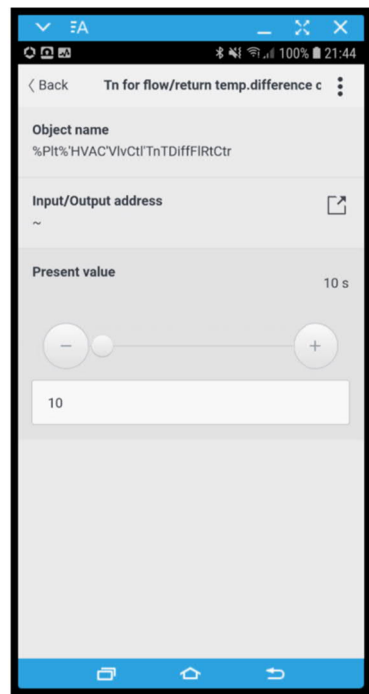 ΞA
100% 21:44
Back Tn for flow/return temp.difference c
Object name
%Plt%'HVAC'VlvCtl'TnTDiffFlRtCtr
Input/Output address
~
Present value
10 s
10